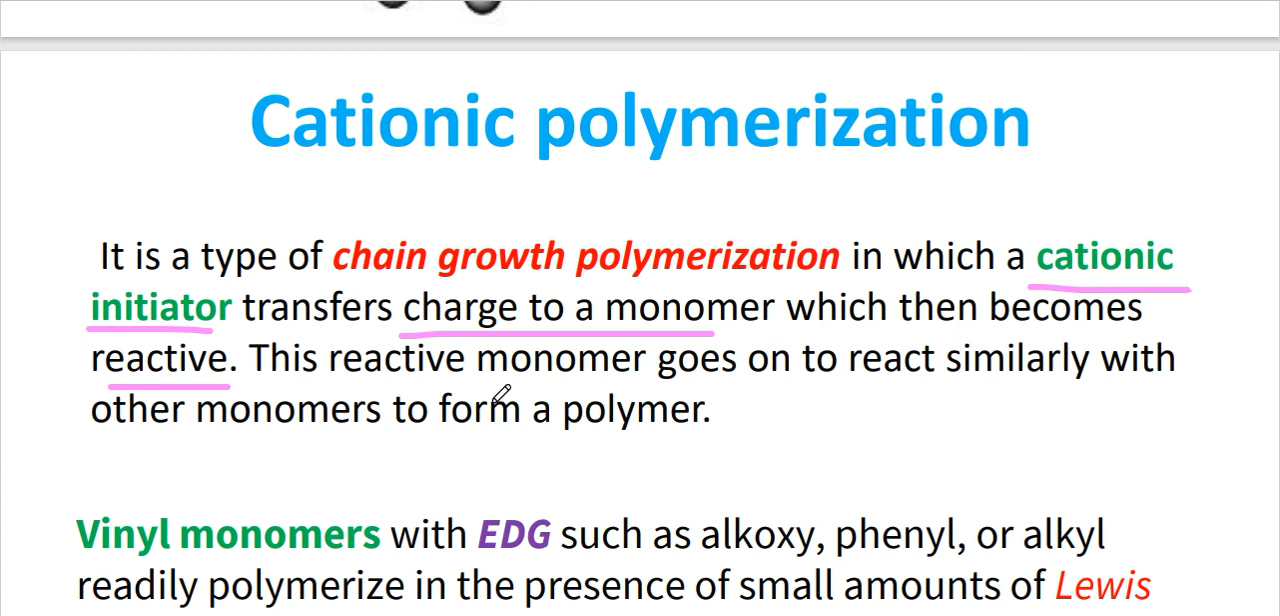 Cationic polymerization
It is a type of chain growth polymerization in which a cationic
initiator transfers charge to a monomer which then becomes
reactive. This reactive monomer goes on to react similarly with
other monomers to form a polymer.
Vinyl monomers with EDG such as alkoxy, phenyl, or alkyl
readily polymerize in the presence of small amounts of Lewis